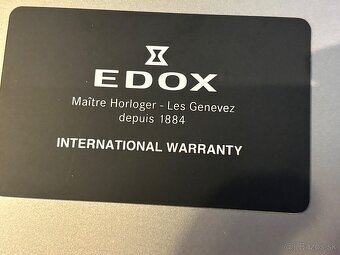 EDOX
Maître Horloger - Les Genevez
depuis 1884
INTERNATIONAL WARRANTY